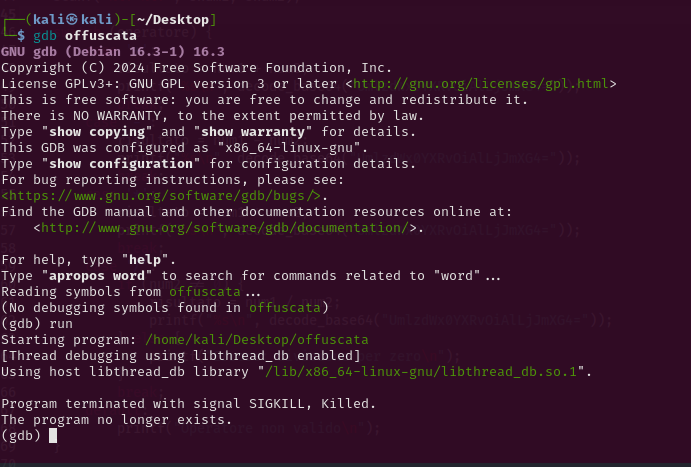 ┌──(kali㉿kali)-[~/Desktop]
└─$ gdb offuscata
GNU gdb (Debian 16.3-1) 16.3
Copyright (C) 2024 Free Software Foundation, Inc.
License GPLv3+: GNU GPL version 3 or later <http://gnu.org/licenses/gpl.html>
This is free software: you are free to change and redistribute it.
There is NO WARRANTY, to the extent permitted by law.
Type "show copying" and "show warranty" for details.
This GDB was configured as "x86_64-linux-gnu".
Type "show configuration" for configuration details.
For bug reporting instructions, please see:
<https://www.gnu.org/software/gdb/bugs/>.
Find the GDB manual and other documentation resources online at:
    <http://www.gnu.org/software/gdb/documentation/>.

For help, type "help".
Type "apropos word" to search for commands related to "word"...
Reading symbols from offuscata...
(No debugging symbols found in offuscata)
(gdb) run
Starting program: /home/kali/Desktop/offuscata
[Thread debugging using libthread_db enabled]
Using host libthread_db library "/lib/x86_64-linux-gnu/libthread_db.so.1".

Program terminated with signal SIGKILL, Killed.
The program no longer exists.
(gdb)